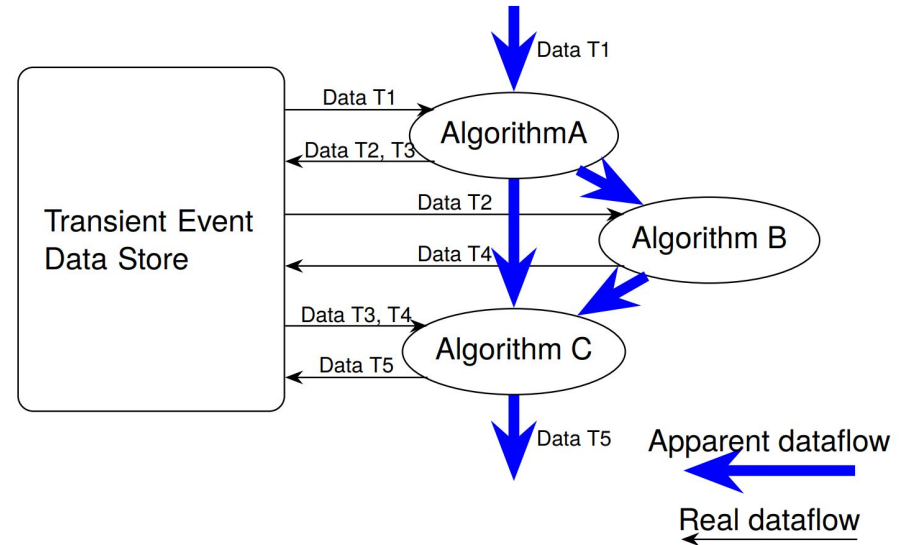 Data T1
Data T1
AlgorithmA
Data T2, T3
Data T2
Transient Event
Data Store
Algorithm B
Data T4
Data T3, T4
Algorithm C
Data T5
Data T5
Apparent dataflow
Real dataflow